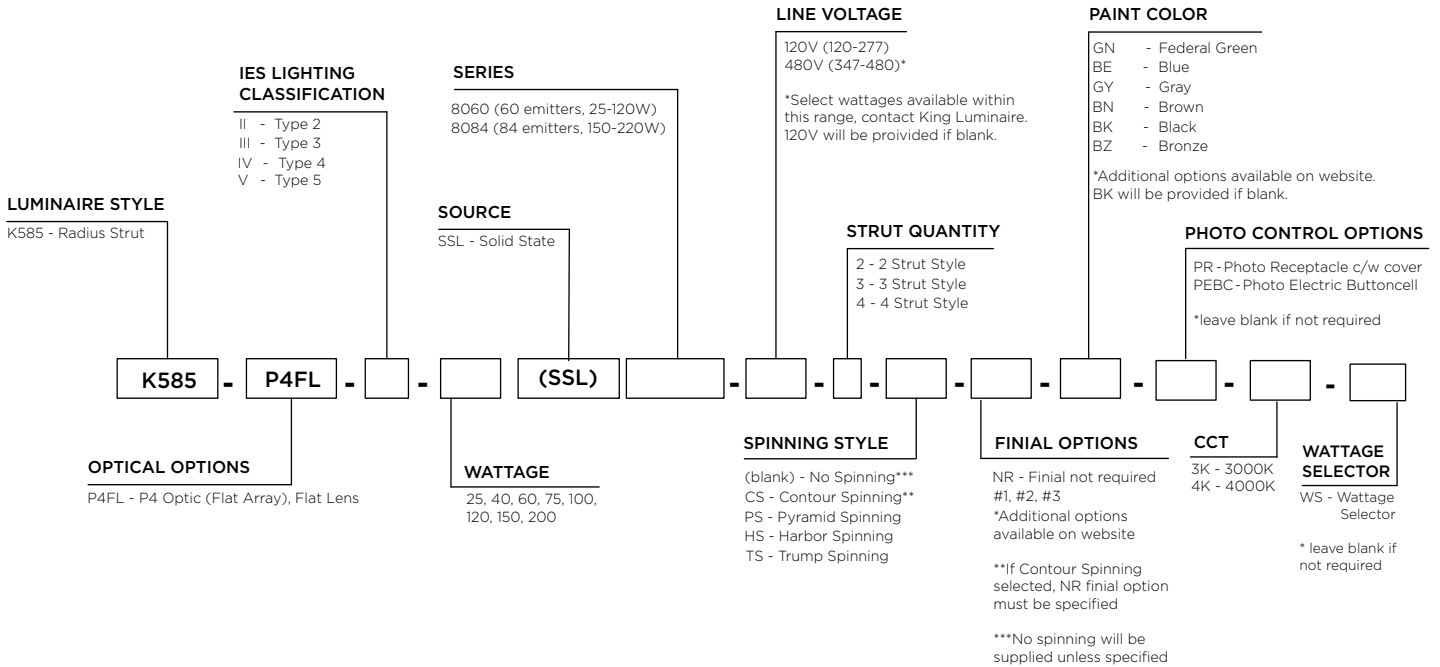 LINE VOLTAGE
120V (120-277)
480V (347-480)*
*Select wattages available within
this range, contact King Luminaire.
120V will be proivided if blank.
PAINT COLOR
GN - Federal Green
BE - Blue
GY - Gray
BN - Brown
BK - Black
BZ - Bronze
*Additional options available on website.
BK will be provided if blank.
IES LIGHTING
CLASSIFICATION
II - Type 2
III - Type 3
IV - Type 4
V - Type 5
SERIES
8060 (60 emitters, 25-120W)
8084 (84 emitters, 150-220W)
LUMINAIRE STYLE
K585 - Radius Strut
SOURCE
SSL - Solid State
STRUT QUANTITY
2 - 2 Strut Style
3 - 3 Strut Style
4 - 4 Strut Style
PHOTO CONTROL OPTIONS
PR - Photo Receptacle c/w cover
PEBC - Photo Electric Buttoncell
*leave blank if not required
K585 - P4FL - - (SSL) - - - - - - - -
OPTICAL OPTIONS
P4FL - P4 Optic (Flat Array), Flat Lens
WATTAGE
25, 40, 60, 75, 100,
120, 150, 200
SPINNING STYLE
(blank) - No Spinning***
CS - Contour Spinning**
PS - Pyramid Spinning
HS - Harbor Spinning
TS - Trump Spinning
FINIAL OPTIONS
NR - Finial not required
#1, #2, #3
*Additional options
available on website
**If Contour Spinning
selected, NR finial option
must be specified
***No spinning will be
supplied unless specified
CCT
3K - 3000K
4K - 4000K
WATTAGE
SELECTOR
WS - Wattage
Selector
* leave blank if
not required